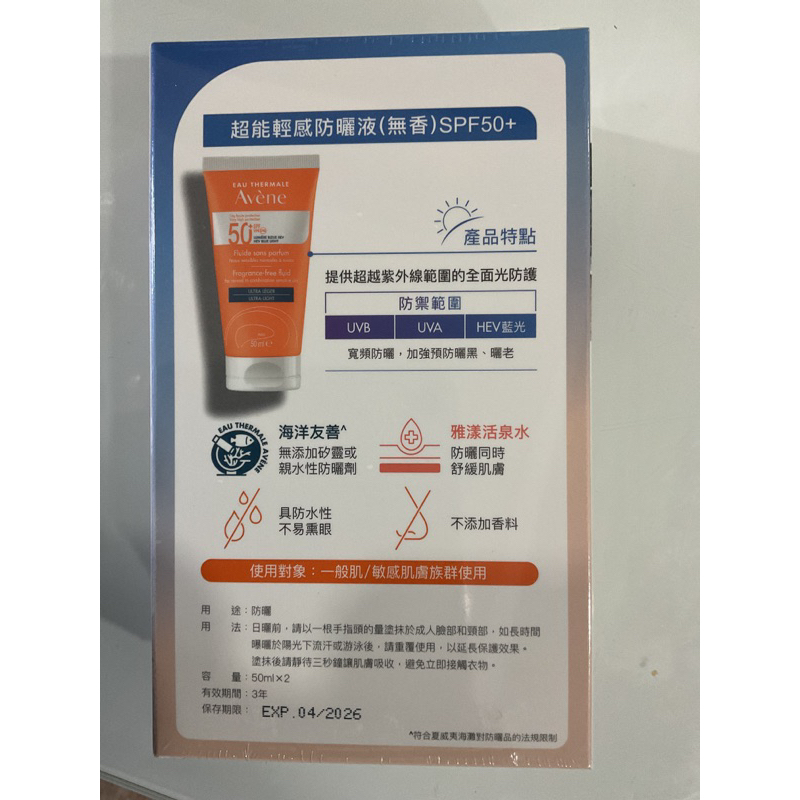 超能輕感防曬液(無香)SPF50+
EAU THERMALE
Avène
50+
Fluide sans parfum
Fragrance-free fluid
ULTRA LÉGER
ULTRA LIGHT
50ml e
產品特點
提供超越紫外線範圍的全面光防護
防禦範圍
UVB UVA HEV藍光
寬頻防曬，加強預防曬黑、曬老
EAU THERMALE AVÈNE
海洋友善^
無添加矽靈或
親水性防曬劑
雅漾活泉水
防曬同時
舒緩肌膚
具防水性
不易熏眼
不添加香料
使用對象：一般肌/敏感肌膚族群使用
用 途：防曬
用 法：日曬前，請以一根手指頭的量塗抹於成人臉部和頸部，如長時間
曝曬於陽光下流汗或游泳後，請重覆使用，以延長保護效果。
塗抹後請靜待三秒鐘讓肌膚吸收，避免立即接觸衣物。
容 量：50ml×2
有效期間：3年
保存期限： EXP.04/2026
^符合夏威夷海灘對防曬品的法規限制